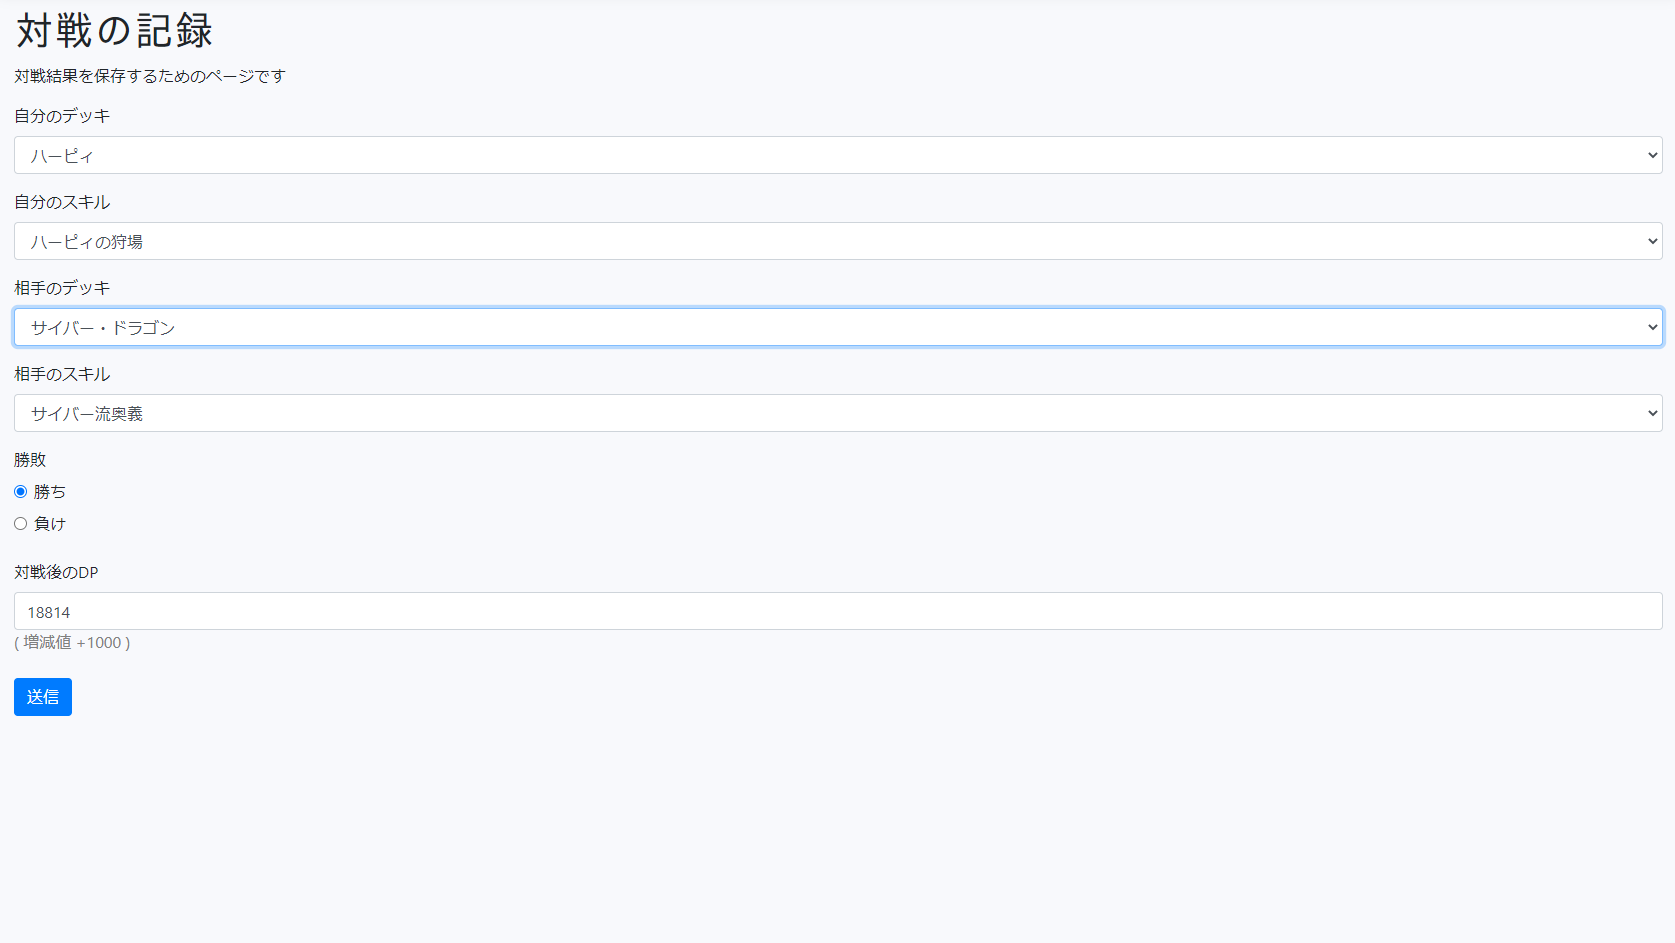 対戦の記録
対戦結果を保存するためのページです
自分のデッキ
ハーピィ
自分のスキル
ハーピィの狩場
相手のデッキ
サイバー・ドラゴン
相手のスキル
サイバー流奥義
勝敗
勝ち
負け
対戦後のDP
18814
( 増減値 +1000 )
送信